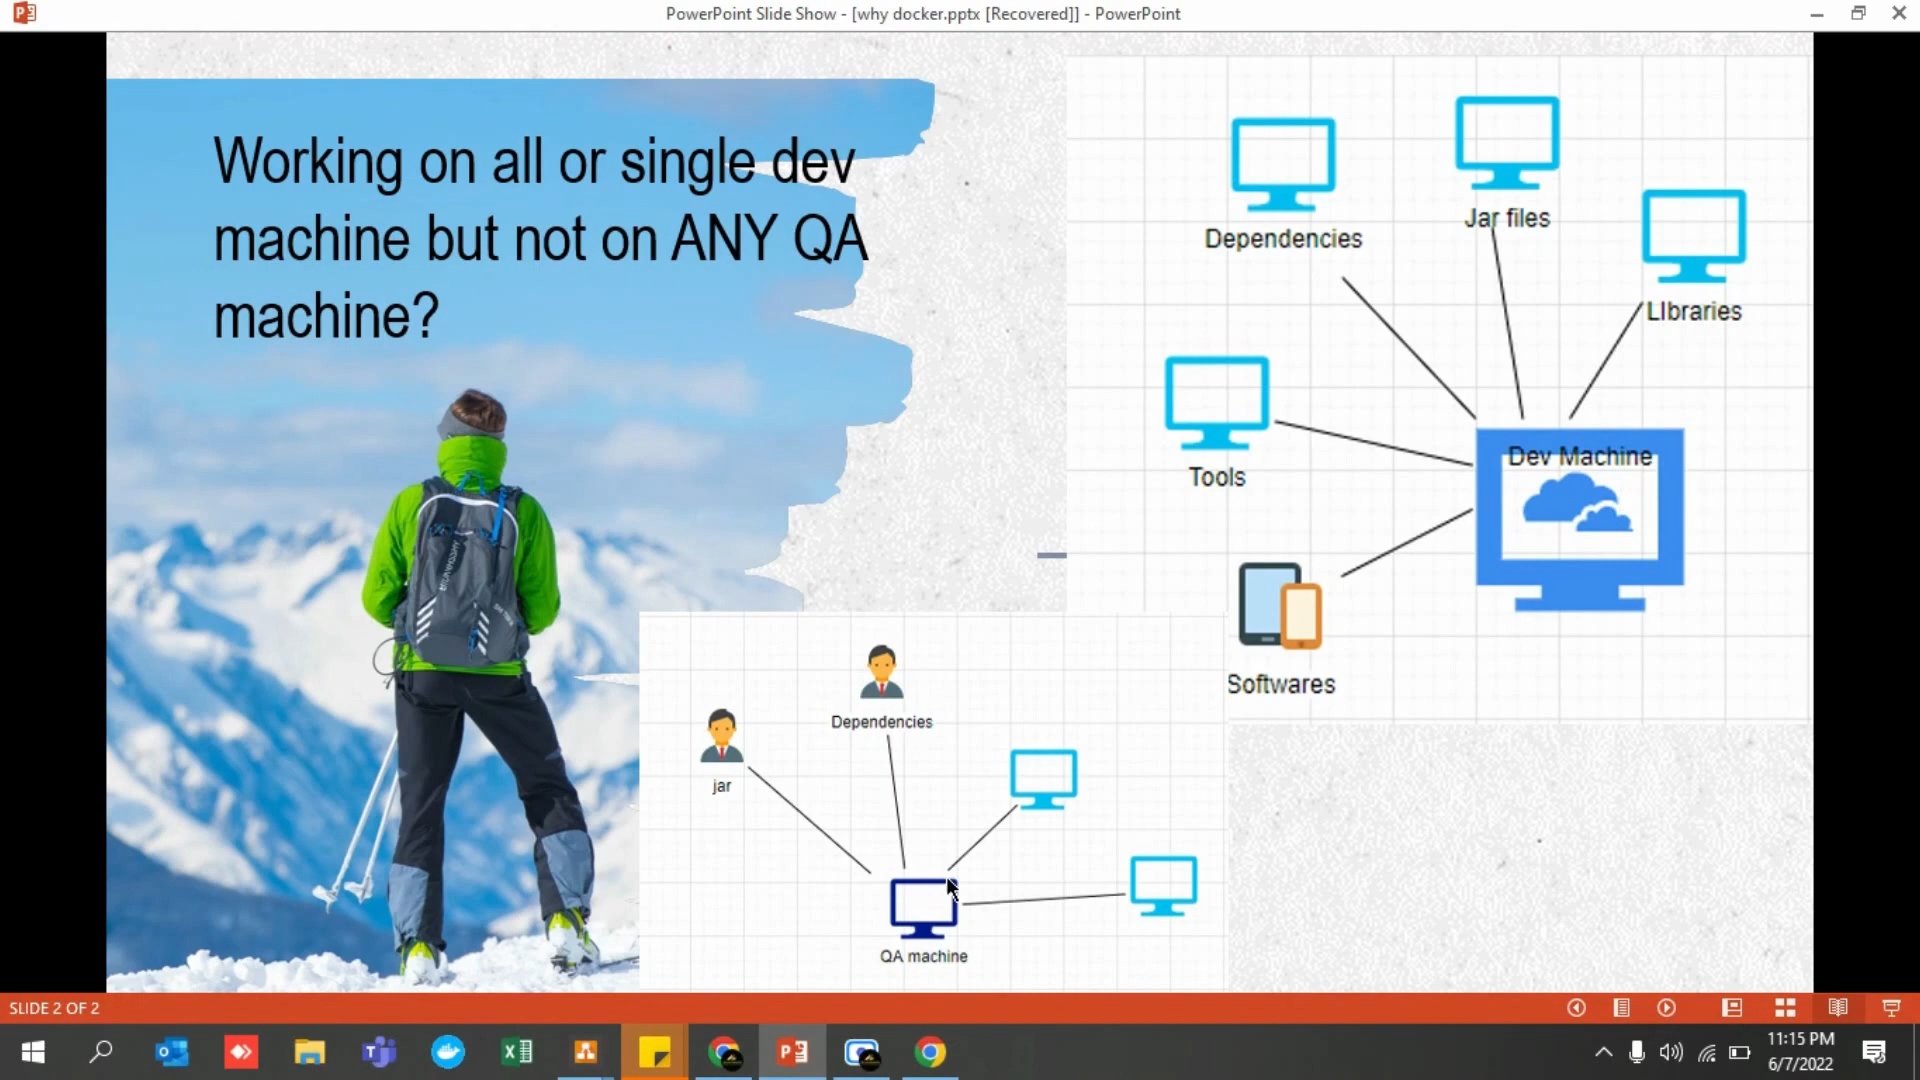 PowerPoint Slide Show - [why docker.pptx [Recovered]] - PowerPoint
Working on all or single dev
machine but not on ANY QA
machine?
Dependencies
Jar files
LIbraries
Tools
Dev Machine
Softwares
Dependencies
jar
QA machine
SLIDE 2 OF 2
11:15 PM
6/7/2022